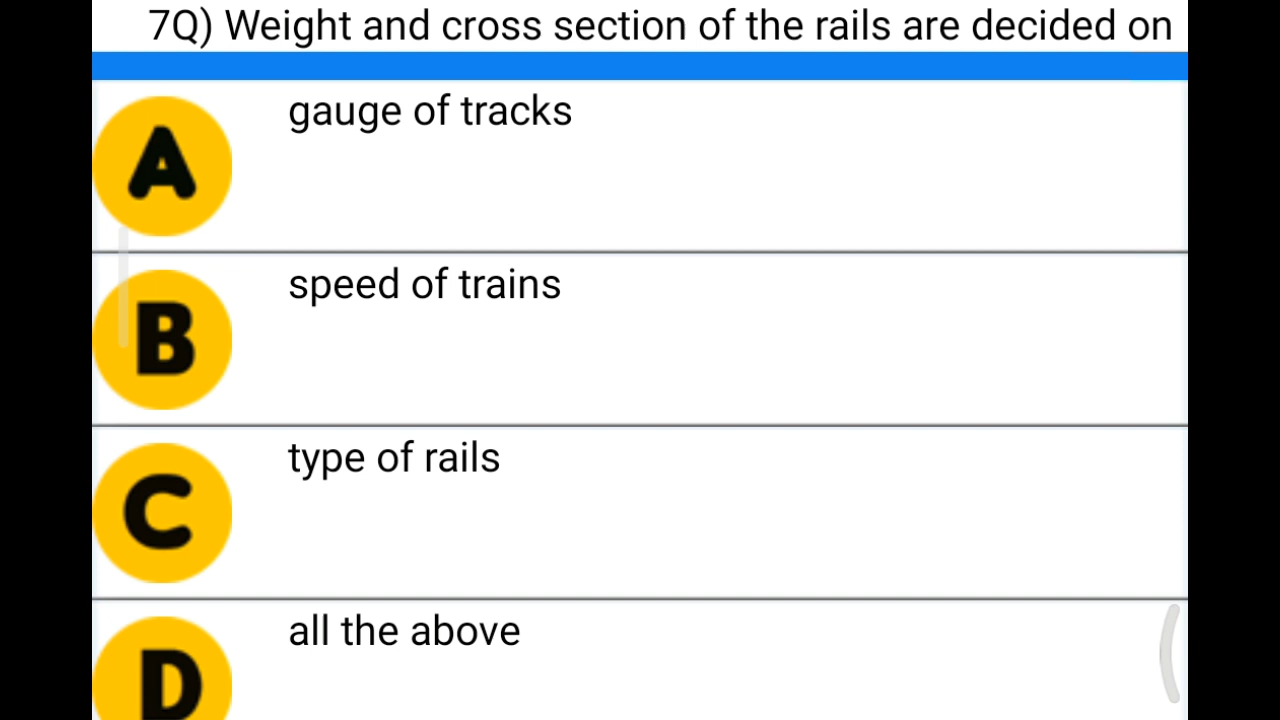 7Q) Weight and cross section of the rails are decided on
A
gauge of tracks
B
speed of trains
C
type of rails
D
all the above